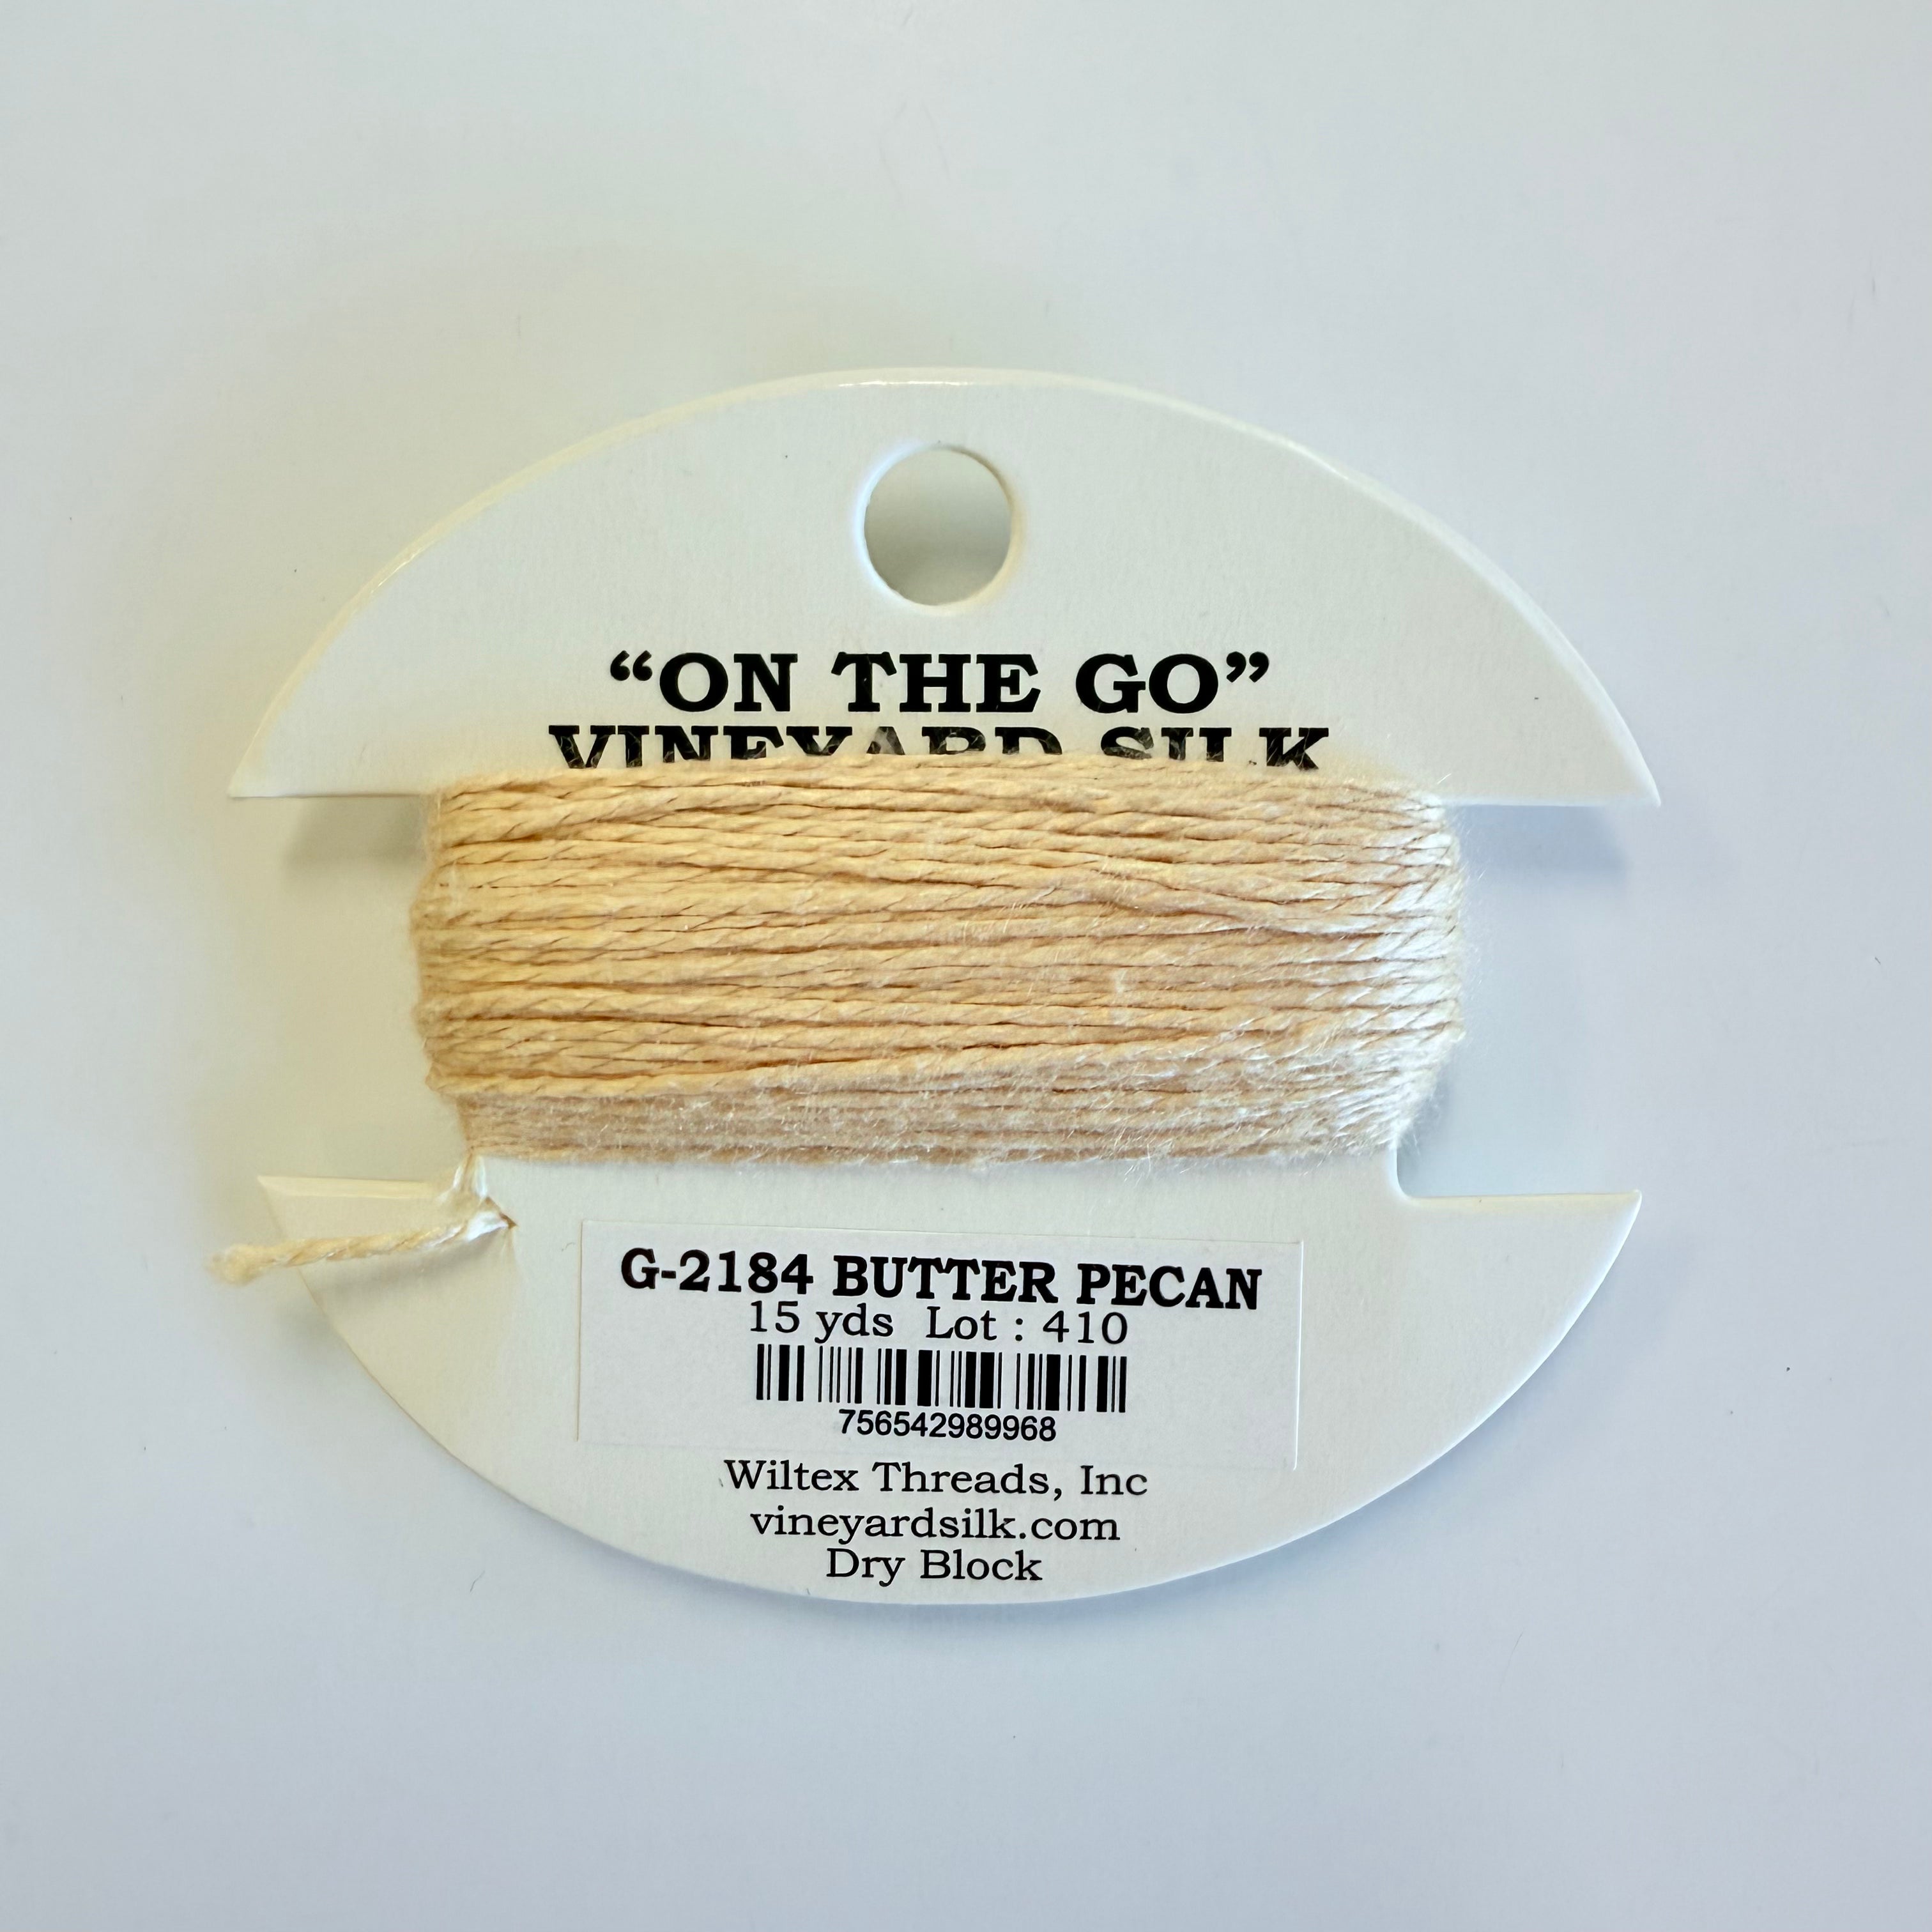 “ON THE GO”
VINEYARD SILK
G-2184 BUTTER PECAN
15 yds Lot : 410
756542989968
Wiltex Threads, Inc
vineyardsilk.com
Dry Block